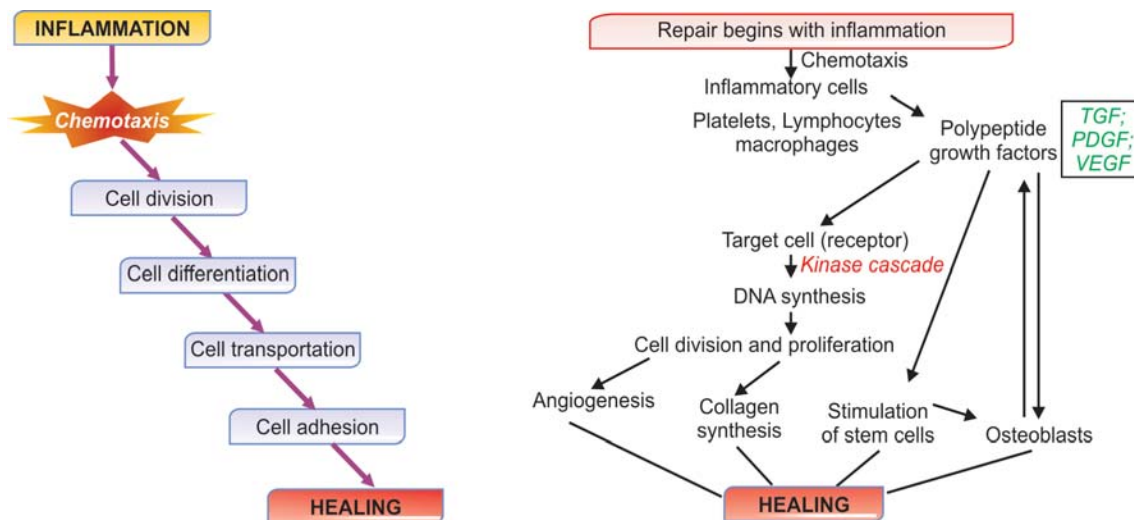 INFLAMMATION
Chemotaxis
Cell division
Cell differentiation
Cell transportation
Cell adhesion
HEALING
Repair begins with inflammation
Chemotaxis
Inflammatory cells
Platelets, Lymphocytes
macrophages
Polypeptide
growth factors
TGF;
PDGF;
VEGF
Target cell (receptor)
Kinase cascade
DNA synthesis
Cell division and proliferation
Angiogenesis
Collagen
synthesis
Stimulation
of stem cells
Osteoblasts
HEALING